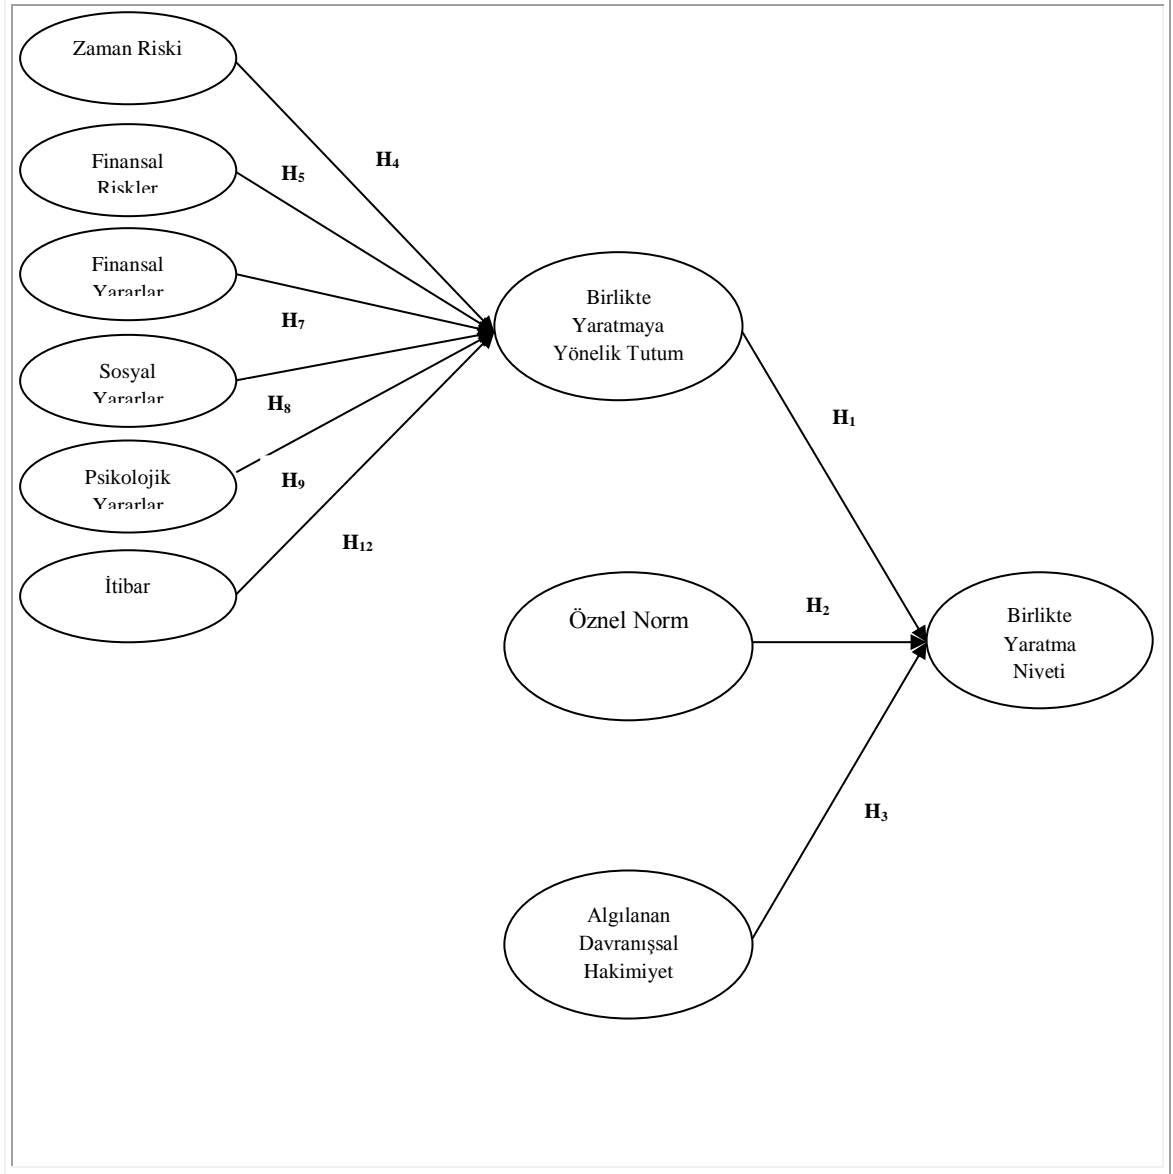 Zaman Riski
H4
Finansal
Riskler
H5
Finansal
Yararlar
H7
Sosyal
Yararlar
H8
Psikolojik
Yararlar
H9
İtibar
H12
Birlikte
Yaratmaya
Yönelik Tutum
H1
Öznel Norm
H2
Birlikte
Yaratma
Niyeti
H3
Algılanan
Davranışsal
Hakimiyet